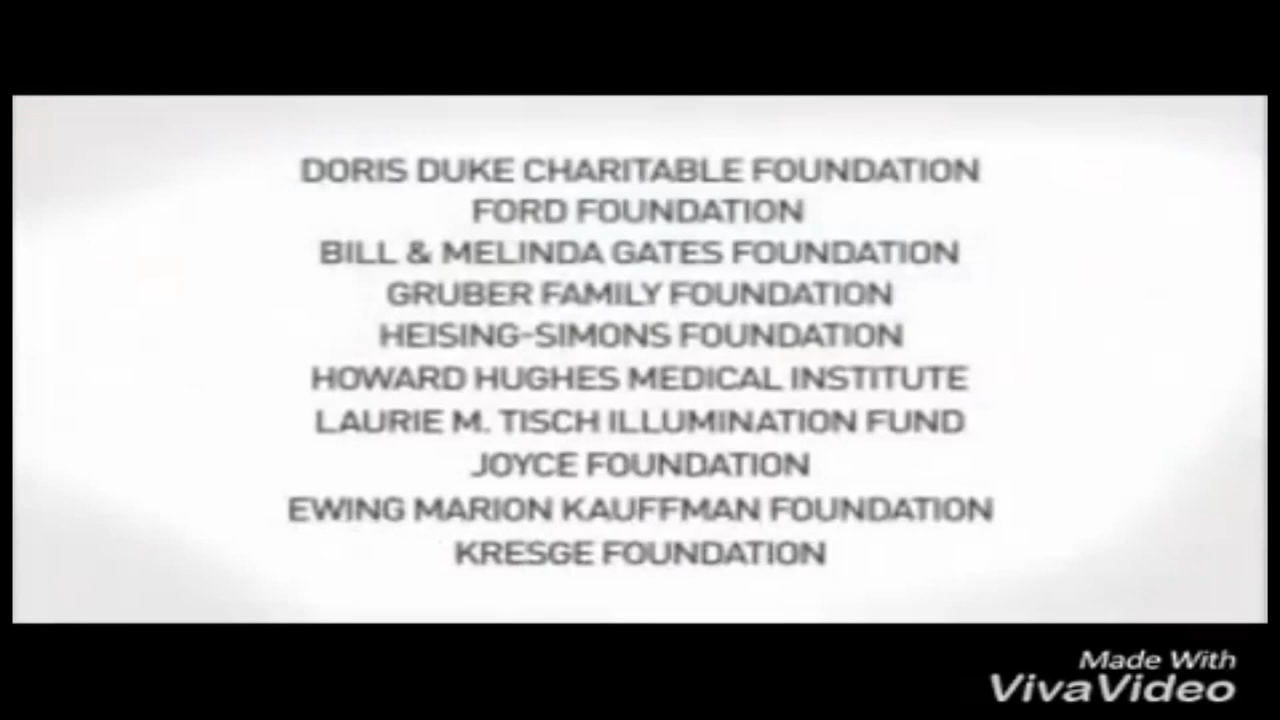 DORIS DUKE CHARITABLE FOUNDATION
FORD FOUNDATION
BILL & MELINDA GATES FOUNDATION
GRUBER FAMILY FOUNDATION
HEISING-SIMONS FOUNDATION
HOWARD HUGHES MEDICAL INSTITUTE
LAURIE M. TISCH ILLUMINATION FUND
JOYCE FOUNDATION
EWING MARION KAUFFMAN FOUNDATION
KRESGE FOUNDATION
Made With
VivaVideo